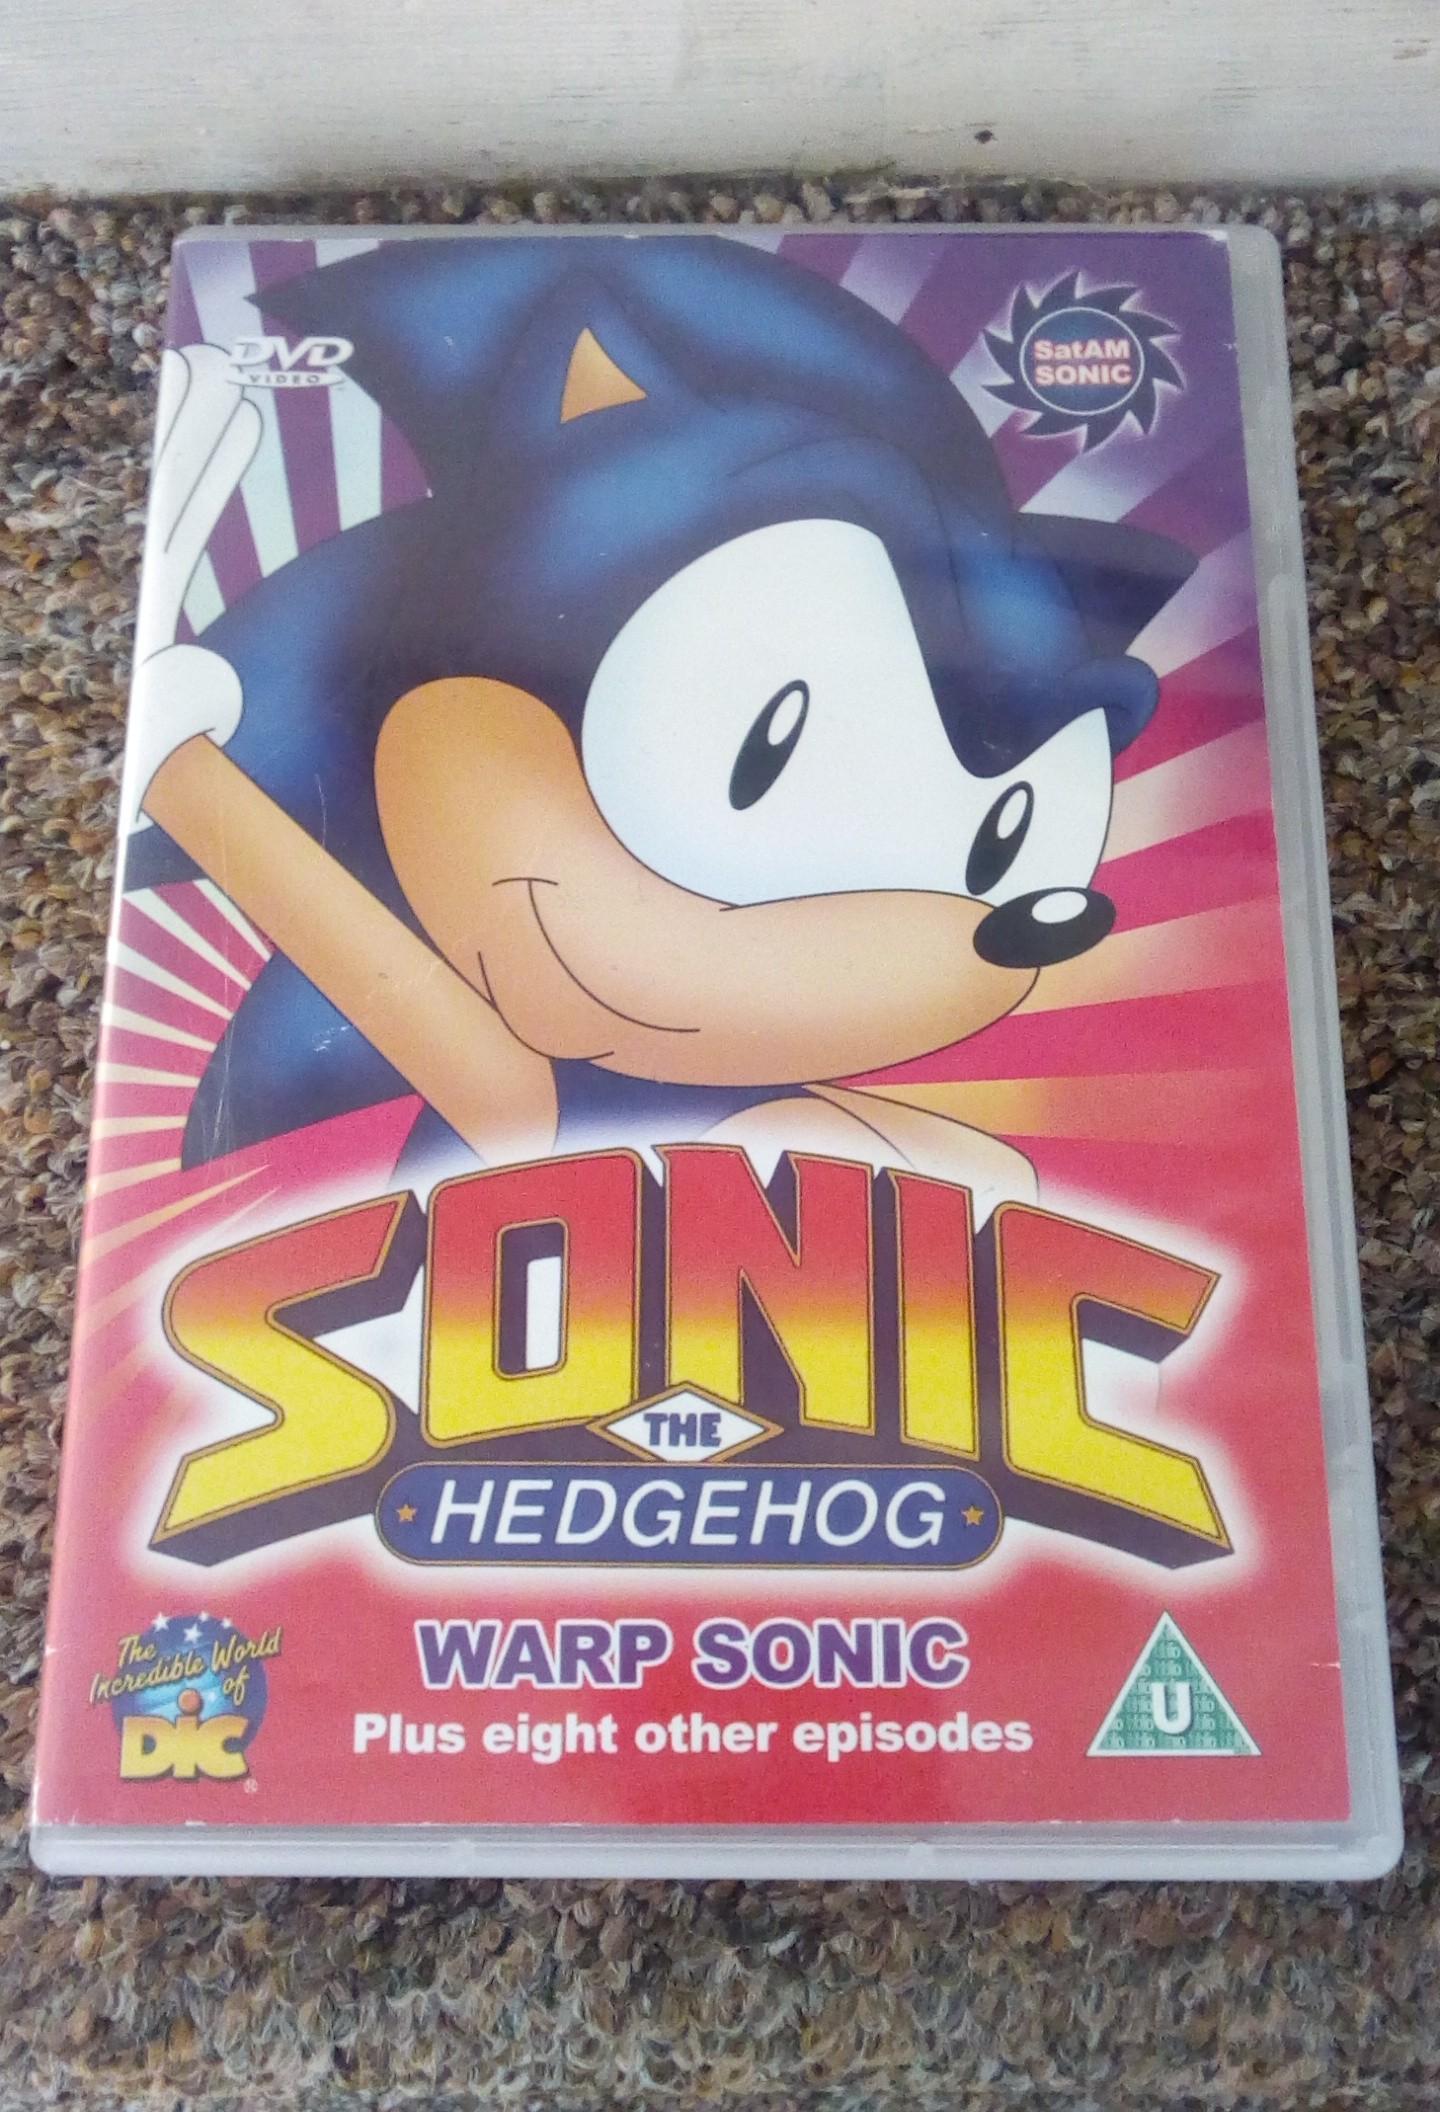 DVD
VIDEO
SatAM
SONIC
SONIC
THE
HEDGEHOG
WARP SONIC
Plus eight other episodes
The
Incredible World
of
DIC
®
U